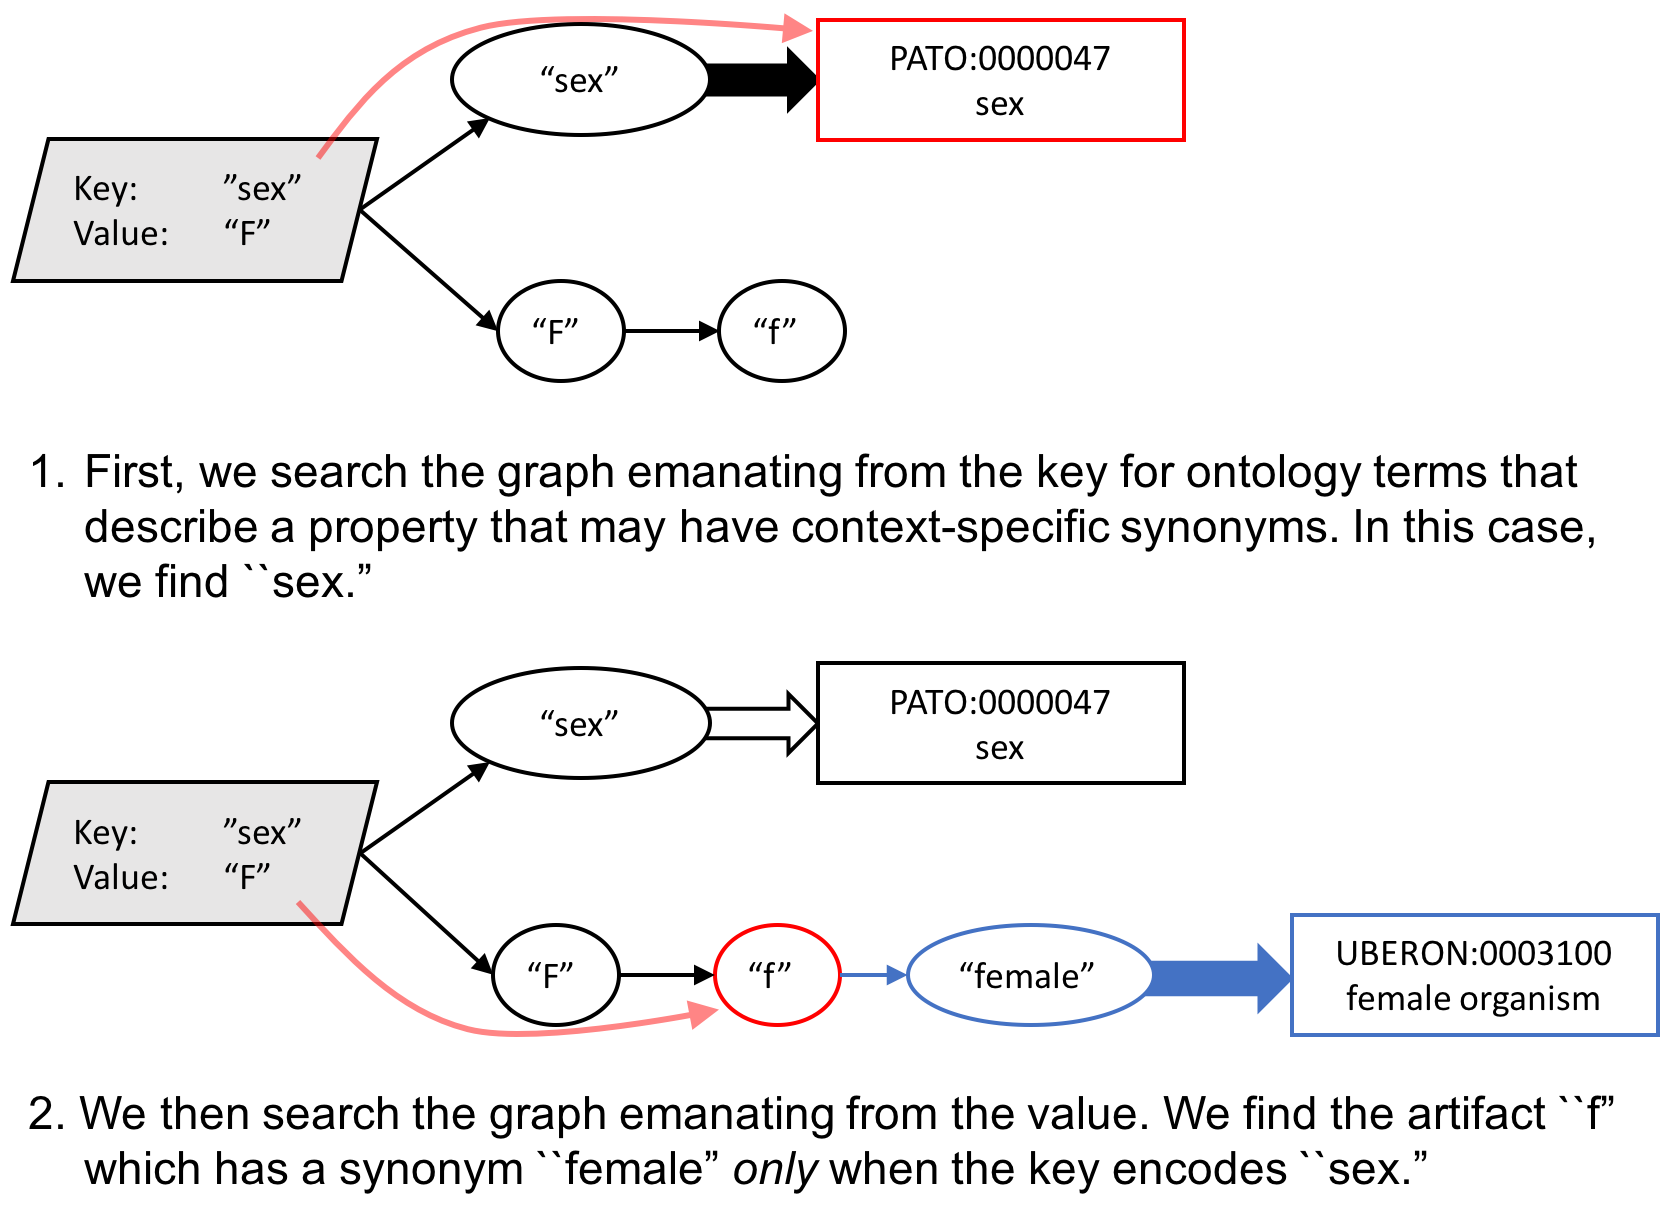 “sex”
PATO:0000047
sex
Key: ”sex”
Value: “F”
“F”
“f”
1. First, we search the graph emanating from the key for ontology terms that
describe a property that may have context-specific synonyms. In this case,
we find ``sex.”
“sex”
PATO:0000047
sex
Key: ”sex”
Value: “F”
“F”
“f”
“female”
UBERON:0003100
female organism
2. We then search the graph emanating from the value. We find the artifact ``f”
which has a synonym ``female” only when the key encodes ``sex.”